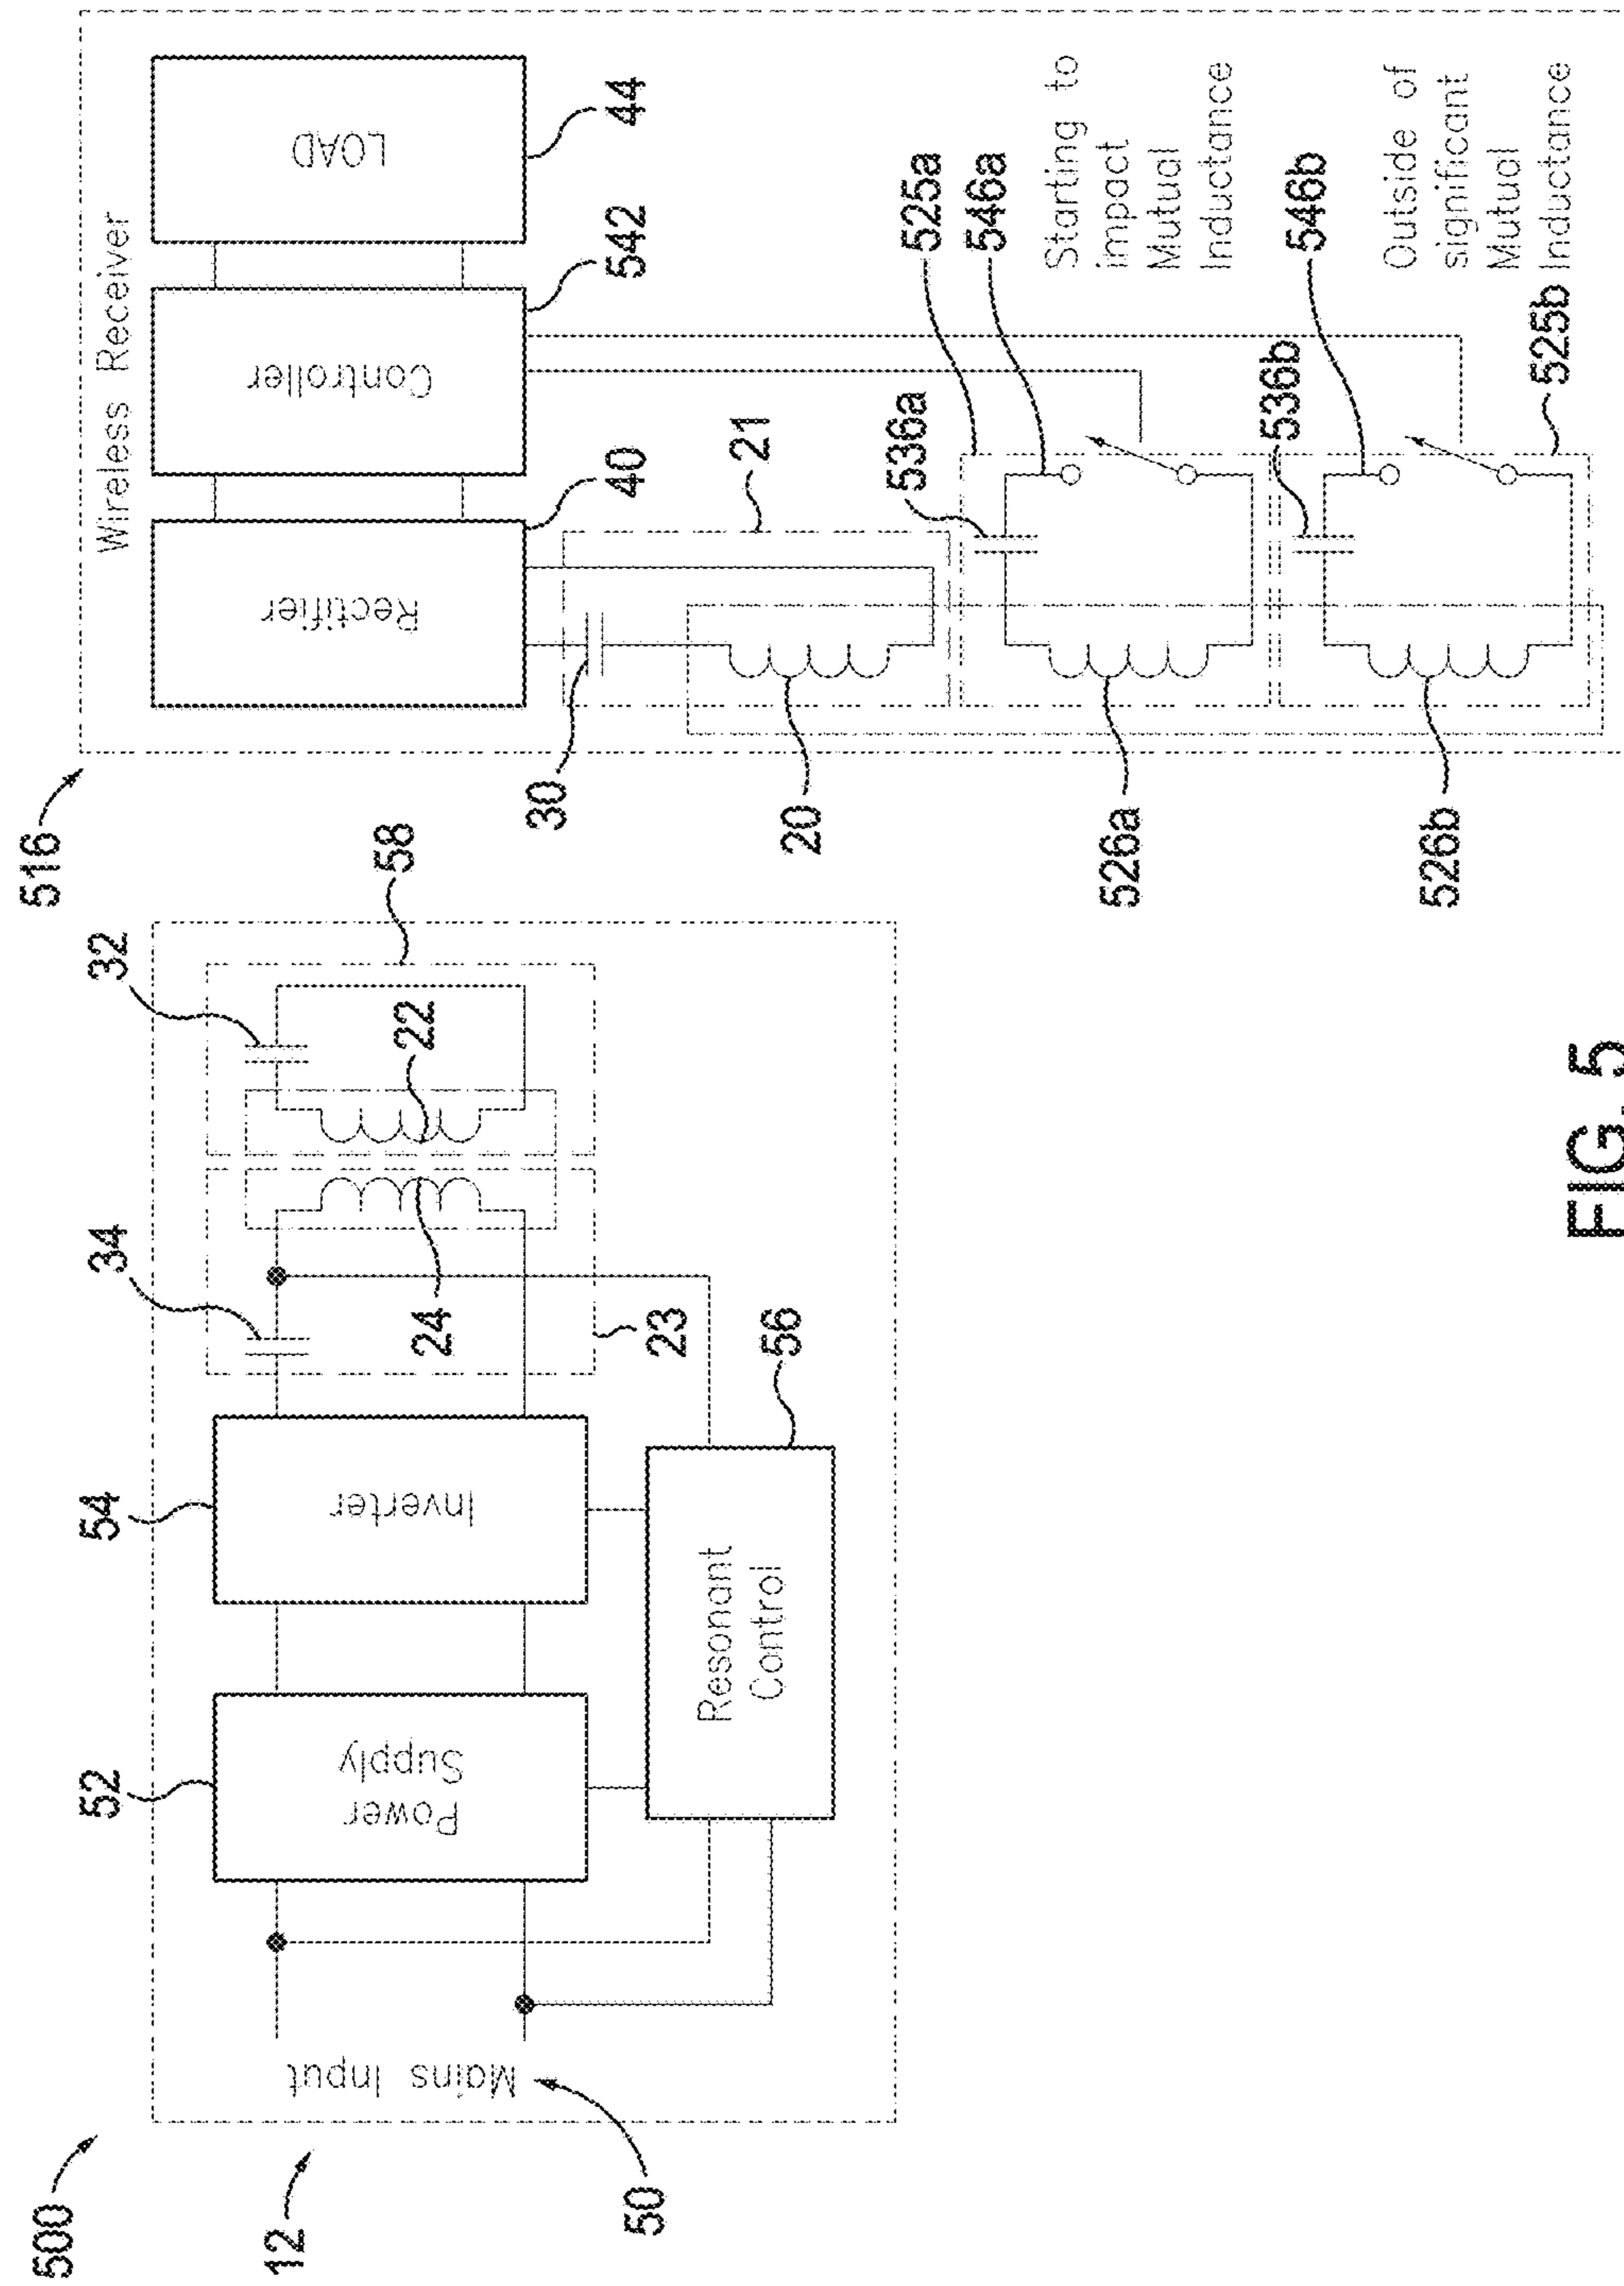 500
12
516
Wireless Receiver
52
54
34
32
58
Mains Input
Power
Supply
Inverter
24
22
23
Resonant
Control
56
50
Rectifier
Controller
LOAD
40
542
44
30
21
20
536a
525a
546a
526a
Starting to
impact
Mutual
Inductance
536b
546b
526b
525b
Outside of
significant
Mutual
Inductance
FIG. 5